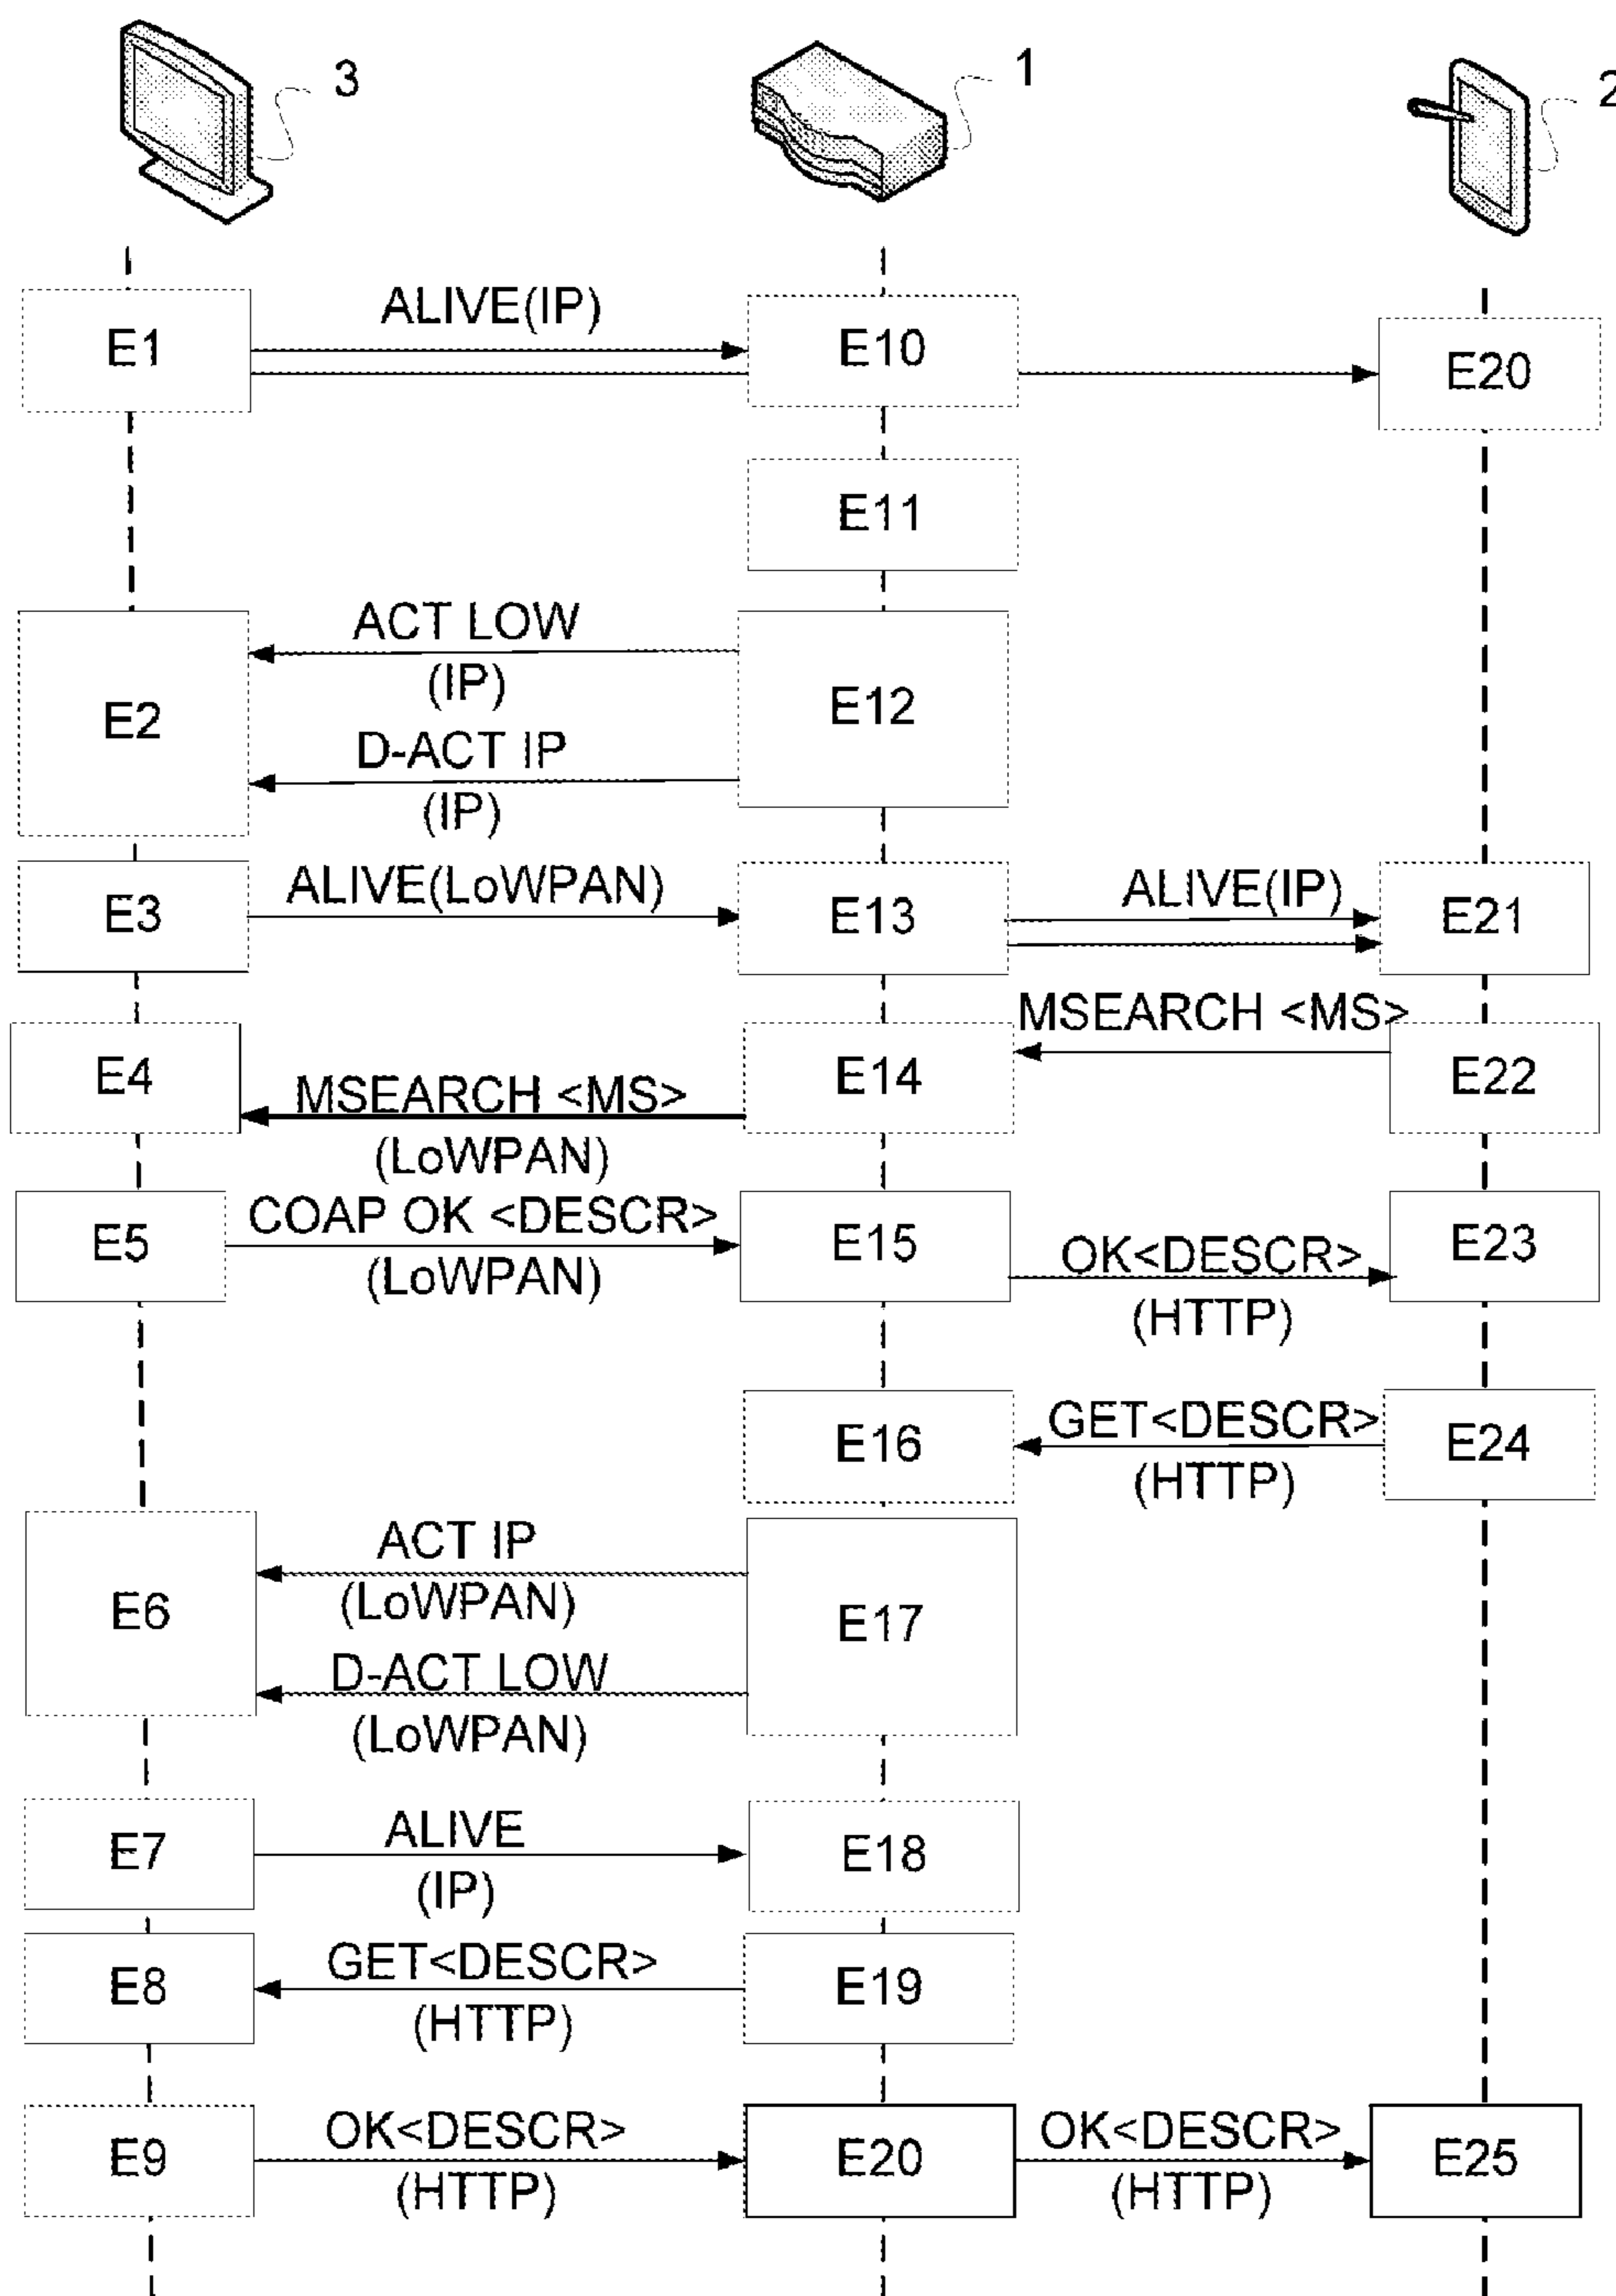 3
1
2
ALIVE(IP)
E1
E10
E20
E11
ACT LOW
(IP)
E2
E12
D-ACT IP
(IP)
ALIVE(LoWPAN)
ALIVE(IP)
E3
E13
E21
MSEARCH <MS>
E4
E14
E22
MSEARCH <MS>
(LoWPAN)
COAP OK <DESCR>
E5
E15
E23
(LoWPAN)
OK<DESCR>
(HTTP)
GET<DESCR>
E16
E24
(HTTP)
ACT IP
(LoWPAN)
E6
E17
D-ACT LOW
(LoWPAN)
ALIVE
E7
E18
(IP)
GET<DESCR>
E8
E19
(HTTP)
OK<DESCR>
OK<DESCR>
E9
E20
E25
(HTTP)
(HTTP)